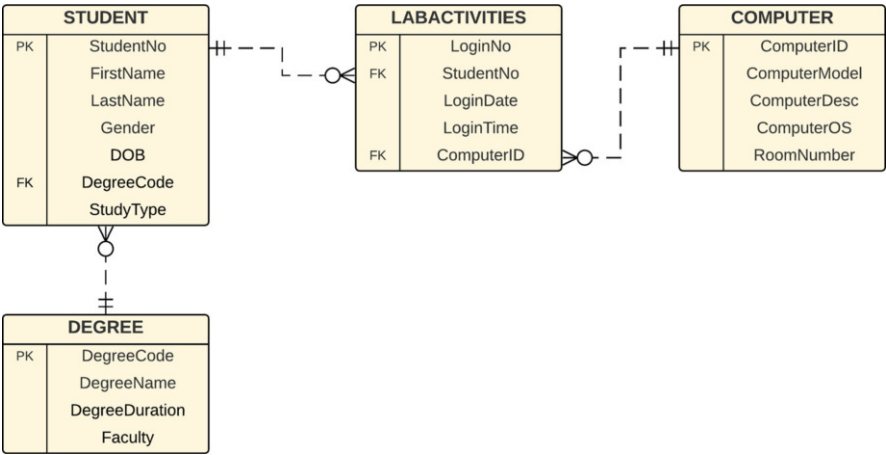 STUDENT
PK StudentNo
FirstName
LastName
Gender
DOB
FK DegreeCode
StudyType
LABACTIVITIES
PK LoginNo
FK StudentNo
LoginDate
LoginTime
FK ComputerID
COMPUTER
PK ComputerID
ComputerModel
ComputerDesc
ComputerOS
RoomNumber
DEGREE
PK DegreeCode
DegreeName
DegreeDuration
Faculty